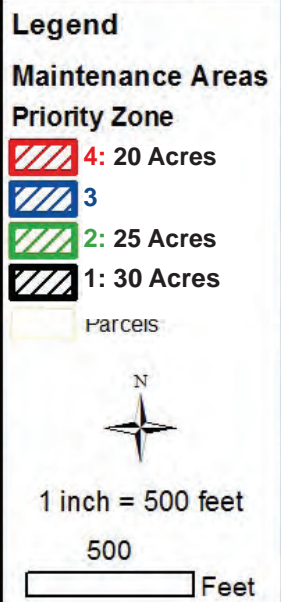 Legend
Maintenance Areas
Priority Zone
4: 20 Acres
3
2: 25 Acres
1: 30 Acres
Parcels
N
1 inch = 500 feet
500
Feet